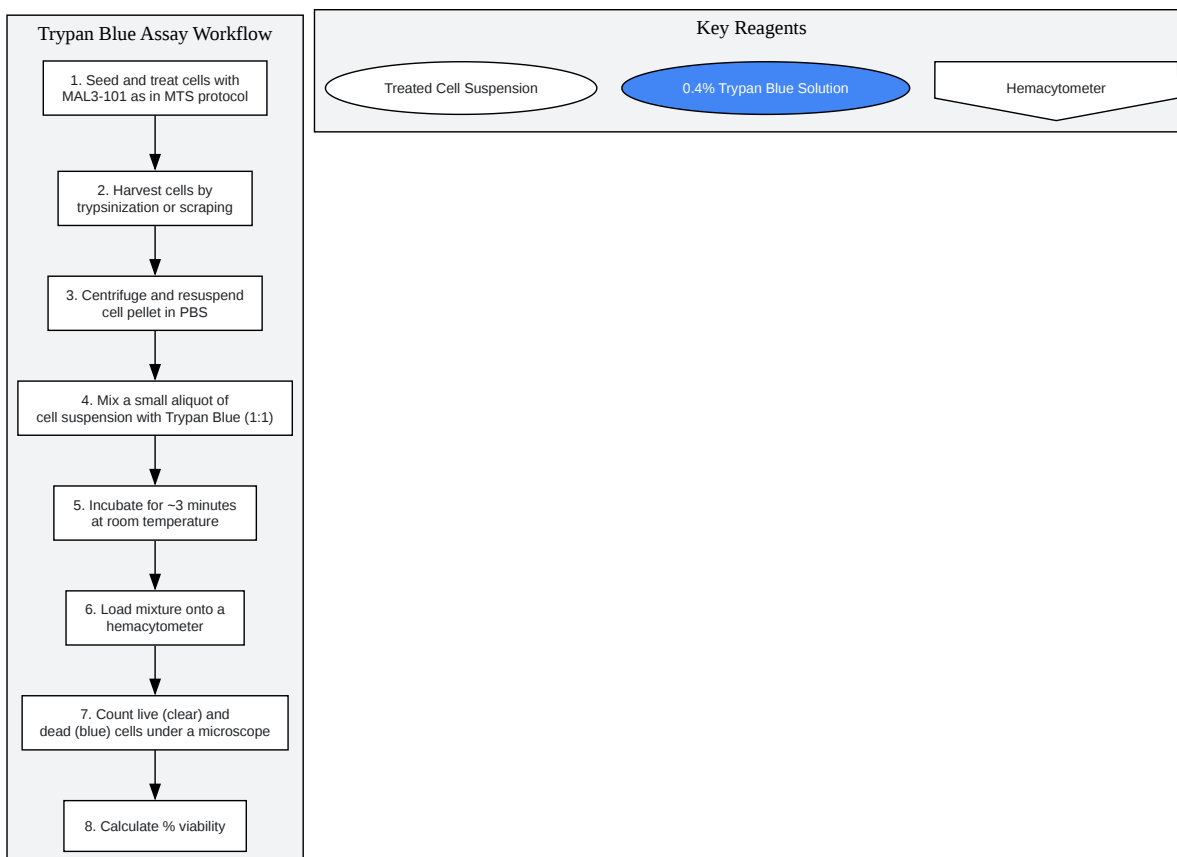 Trypan Blue Assay Workflow
1. Seed and treat cells with
MAL3-101 as in MTS protocol
2. Harvest cells by
trypsinization or scraping
3. Centrifuge and resuspend
cell pellet in PBS
4. Mix a small aliquot of
cell suspension with Trypan Blue (1:1)
5. Incubate for ~3 minutes
at room temperature
6. Load mixture onto a
hemacytometer
7. Count live (clear) and
dead (blue) cells under a microscope
8. Calculate % viability
Key Reagents
Treated Cell Suspension
0.4% Trypan Blue Solution
Hemacytometer